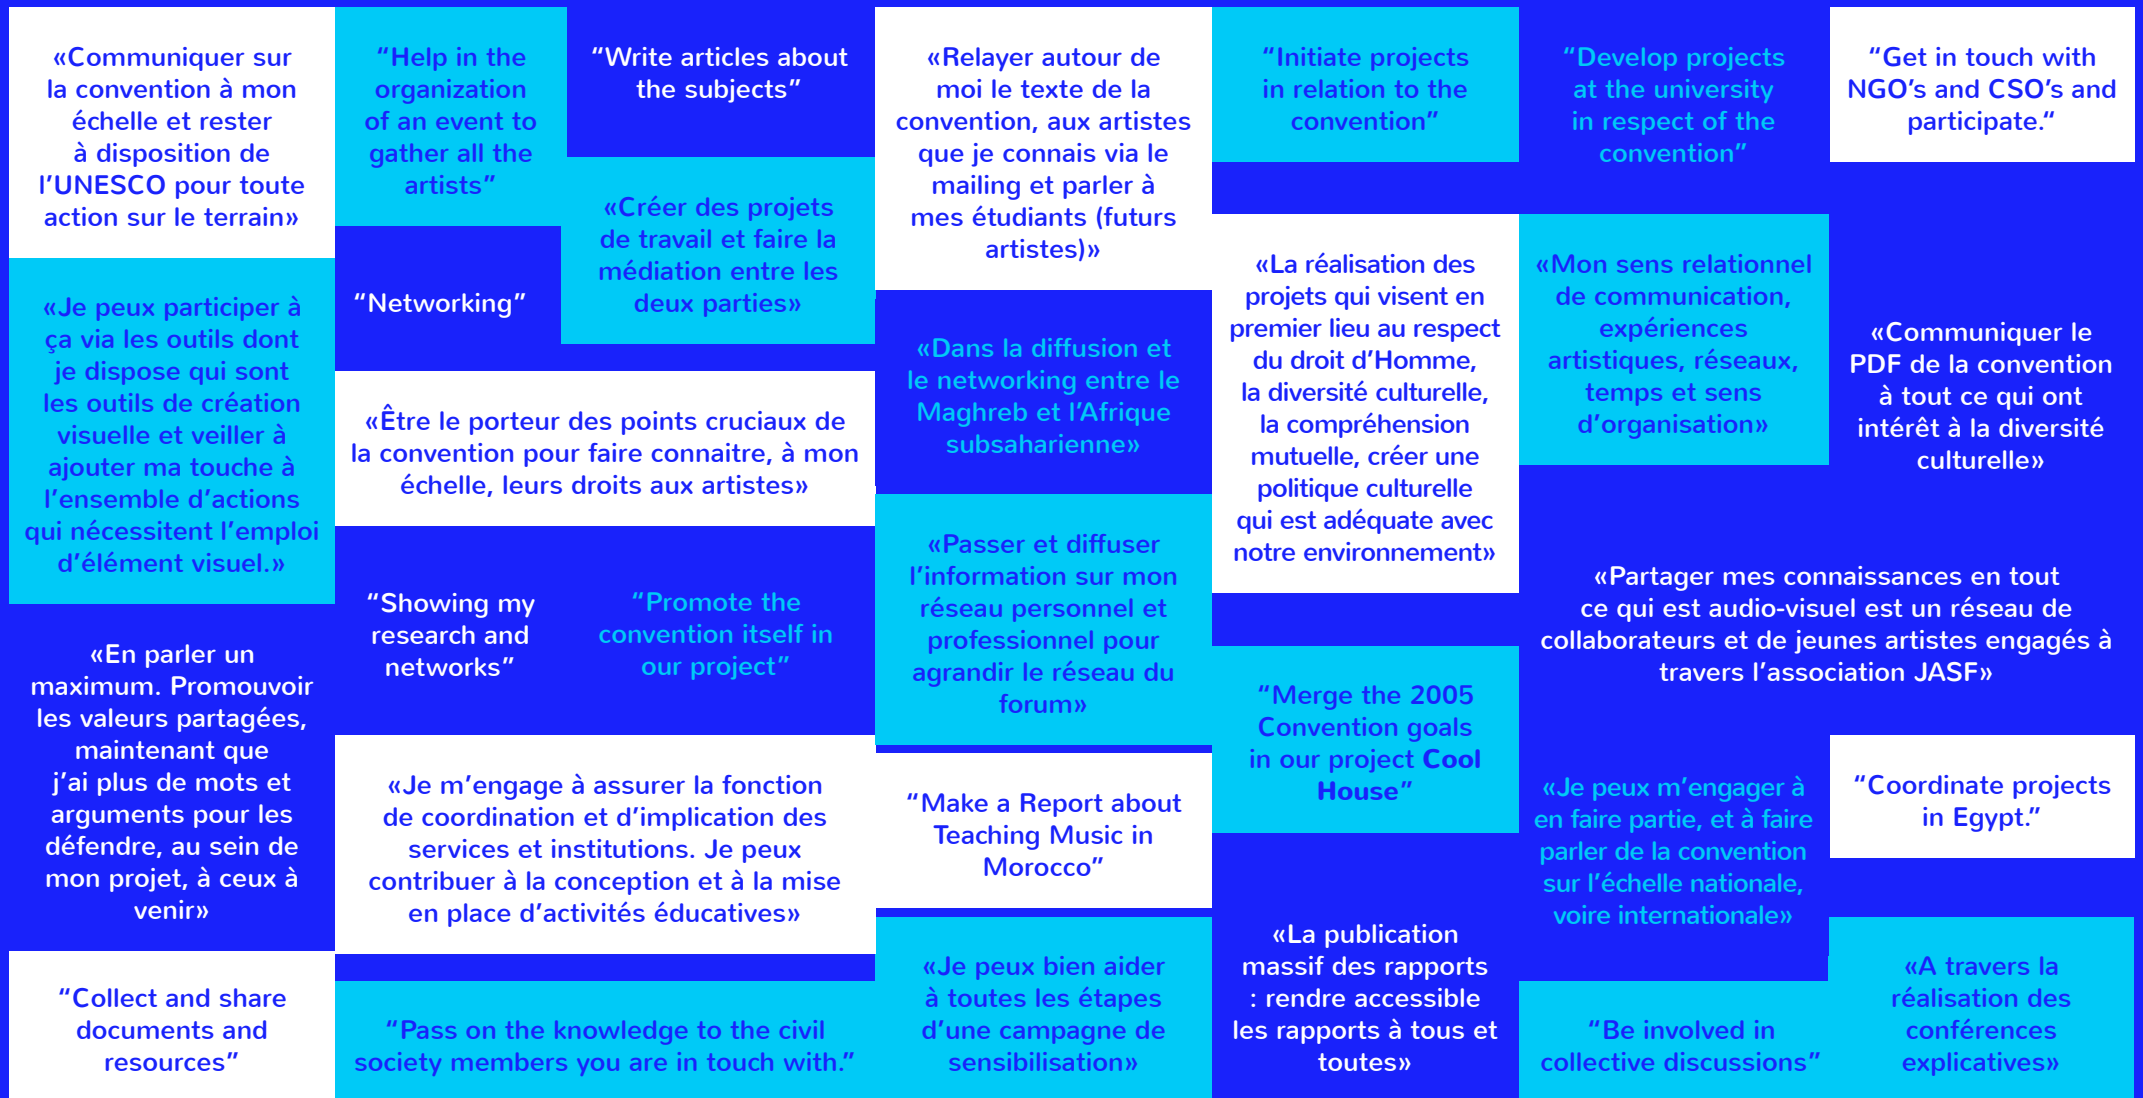 «Communiquer sur
la convention à mon
échelle et rester
à disposition de
l’UNESCO pour toute
action sur le terrain»
«Je peux participer à
ça via les outils dont
je dispose qui sont
les outils de création
visuelle et veiller à
ajouter ma touche à
l’ensemble d’actions
qui nécessitent l’emploi
d’élément visuel.»
«En parler un
maximum. Promouvoir
les valeurs partagées,
maintenant que
j’ai plus de mots et
arguments pour les
défendre, au sein de
mon projet, à ceux à
venir»
“Collect and share
documents and
resources”
“Help in the
organization
of an event to
gather all the
artists”
“Write articles about
the subjects”
“Networking”
«Créer des projets
de travail et faire la
médiation entre les
deux parties»
«Être le porteur des points cruciaux de
la convention pour faire connaitre, à mon
échelle, leurs droits aux artistes»
“Showing my
research and
networks”
“Promote the
convention itself in
our project”
«Je m’engage à assurer la fonction
de coordination et d’implication des
services et institutions. Je peux
contribuer à la conception et à la mise
en place d’activités éducatives»
“Pass on the knowledge to the civil
society members you are in touch with.”
«Relayer autour de
moi le texte de la
convention, aux artistes
que je connais via le
mailing et parler à
mes étudiants (futurs
artistes)»
«Dans la diffusion et
le networking entre le
Maghreb et l’Afrique
subsaharienne»
«Passer et diffuser
l’information sur mon
réseau personnel et
professionnel pour
agrandir le réseau du
forum»
“Make a Report about
Teaching Music in
Morocco”
«Je peux bien aider
à toutes les étapes
d’une campagne de
sensibilisation»
“Initiate projects
in relation to the
convention”
«La réalisation des
projets qui visent en
premier lieu au respect
du droit d’Homme,
la diversité culturelle,
la compréhension
mutuelle, créer une
politique culturelle
qui est adéquate avec
notre environnement»
“Merge the 2005
Convention goals
in our project Cool
House”
«La publication
massif des rapports
: rendre accessible
les rapports à tous et
toutes»
“Develop projects
at the university
in respect of the
convention”
“Get in touch with
NGO’s and CSO’s and
participate.“
«Mon sens relationnel
de communication,
expériences
artistiques, réseaux,
temps et sens
d’organisation»
«Communiquer le
PDF de la convention
à tout ce qui ont
intérêt à la diversité
culturelle»
«Partager mes connaissances en tout
ce qui est audio-visuel est un réseau de
collaborateurs et de jeunes artistes engagés à
travers l’association JASF»
«Je peux m’engager à
en faire partie, et à faire
parler de la convention
sur l’échelle nationale,
voire internationale»
“Coordinate projects
in Egypt.”
“Be involved in
collective discussions”
«A travers la
réalisation des
conférences
explicatives»